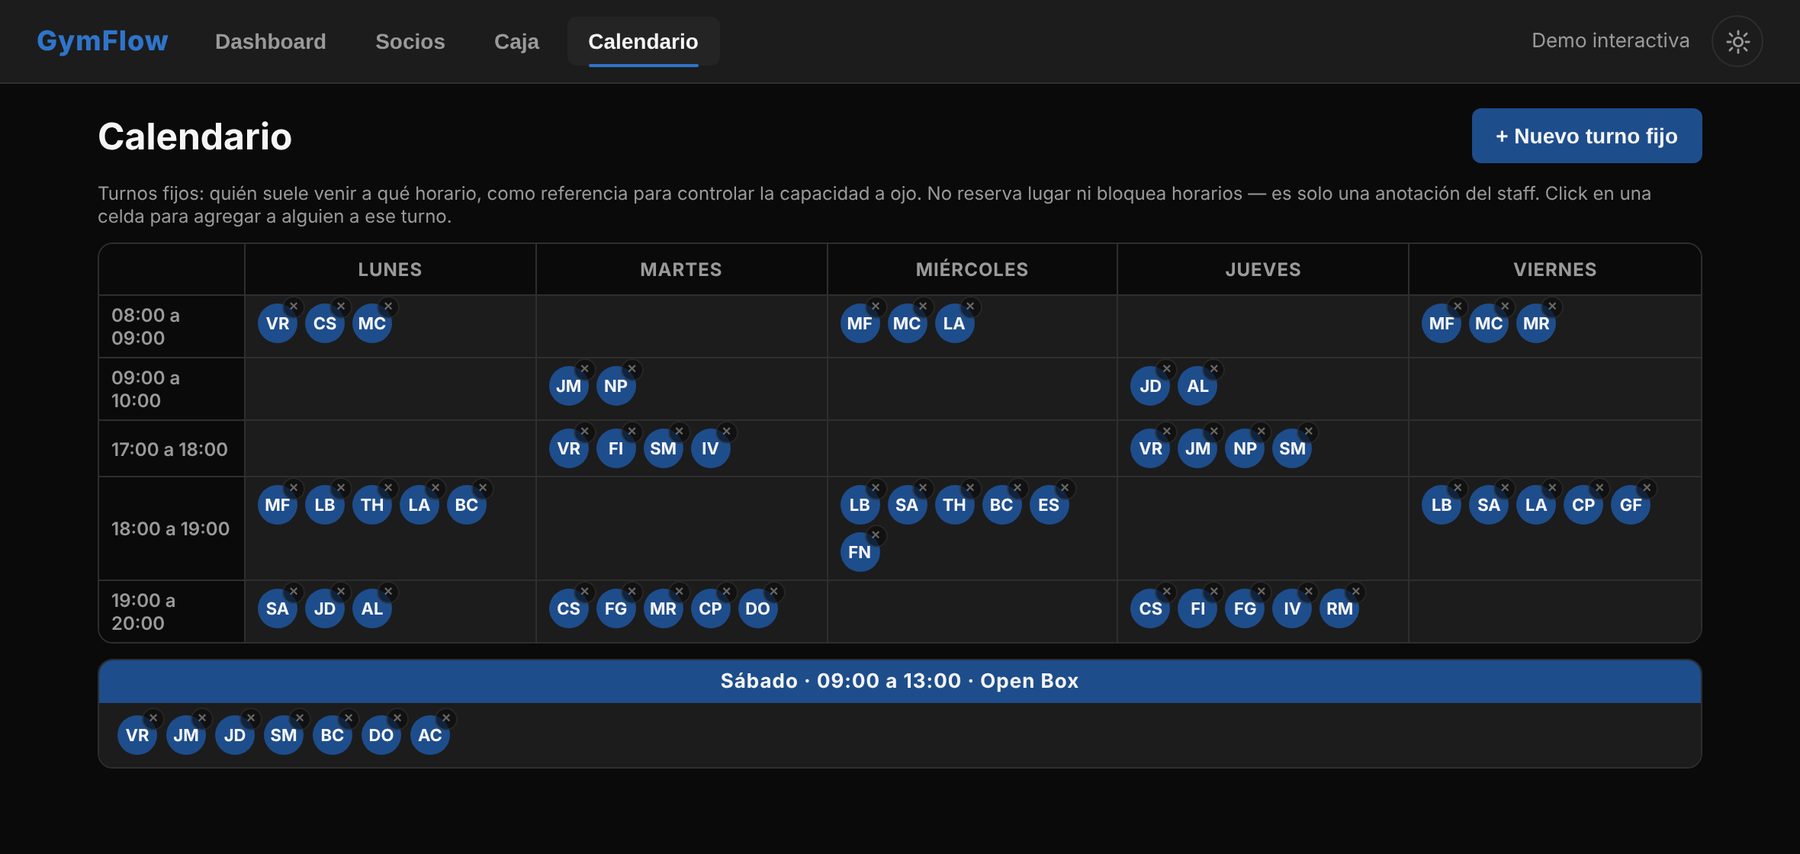 GymFlow Dashboard Socios Caja Calendario Demo interactiva
Calendario
+ Nuevo turno fijo
Turnos fijos: quién suele venir a qué horario, como referencia para controlar la capacidad a ojo. No reserva lugar ni bloquea horarios — es solo una anotación del staff. Click en una
celda para agregar a alguien a ese turno.
LUNES MARTES MIÉRCOLES JUEVES VIERNES
08:00 a
09:00
VR × CS × MC ×
MF × MC × LA ×
MF × MC × MR ×
09:00 a
10:00
JM × NP ×
JD × AL ×
17:00 a 18:00
VR × FI × SM × IV ×
VR × JM × NP × SM ×
18:00 a 19:00
MF × LB × TH × LA × BC ×
LB × SA × TH × BC × ES ×
FN ×
LB × SA × LA × CP × GF ×
19:00 a
20:00
SA × JD × AL ×
CS × FG × MR × CP × DO ×
CS × FI × FG × IV × RM ×
Sábado · 09:00 a 13:00 · Open Box
VR × JM × JD × SM × BC × DO × AC ×